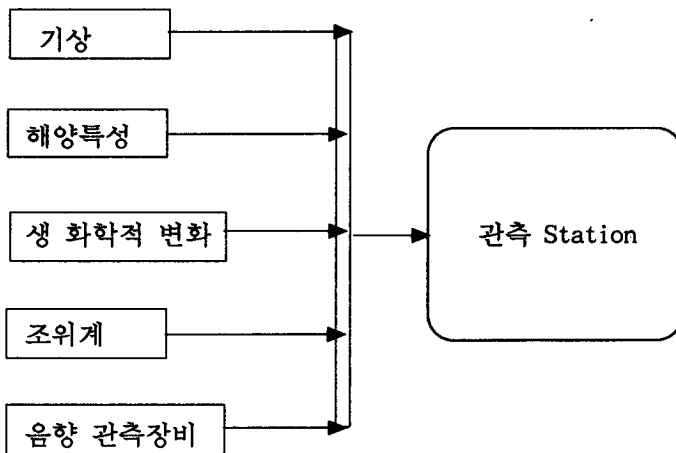 기상
해양특성
생 화학적 변화
관측 Station
조위계
음향 관측장비